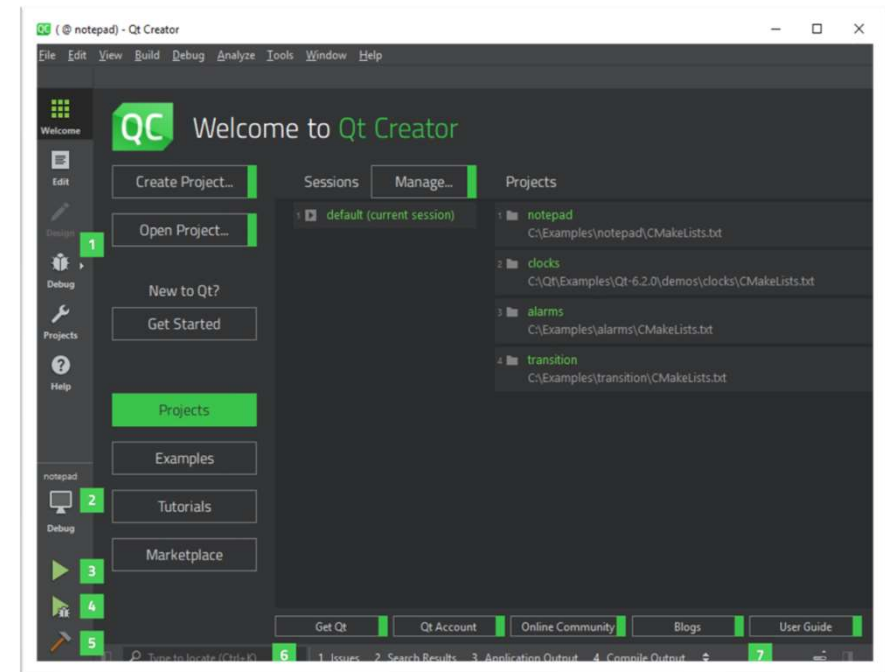 QC ( @ notepad) - Qt Creator
File Edit View Build Debug Analyze Tools Window Help
Welcome
Edit
Design
1
Debug
Projects
Help
notepad
2
Debug
3
4
5
QC Welcome to Qt Creator
Create Project...
Open Project...
New to Qt?
Get Started
Projects
Examples
Tutorials
Marketplace
Sessions Manage...
1 default (current session)
Projects
1 notepad
C:\Examples\notepad\CMakeLists.txt
2 clocks
C:\Qt\Examples\Qt-6.2.0\demos\clocks\CMakeLists.txt
3 alarms
C:\Examples\alarms\CMakeLists.txt
4 transition
C:\Examples\transition\CMakeLists.txt
Get Qt Qt Account Online Community Blogs User Guide
Type to locate (Ctrl+K) 6 1 Issues 2 Search Results 3 Application Output 4 Compile Output 7